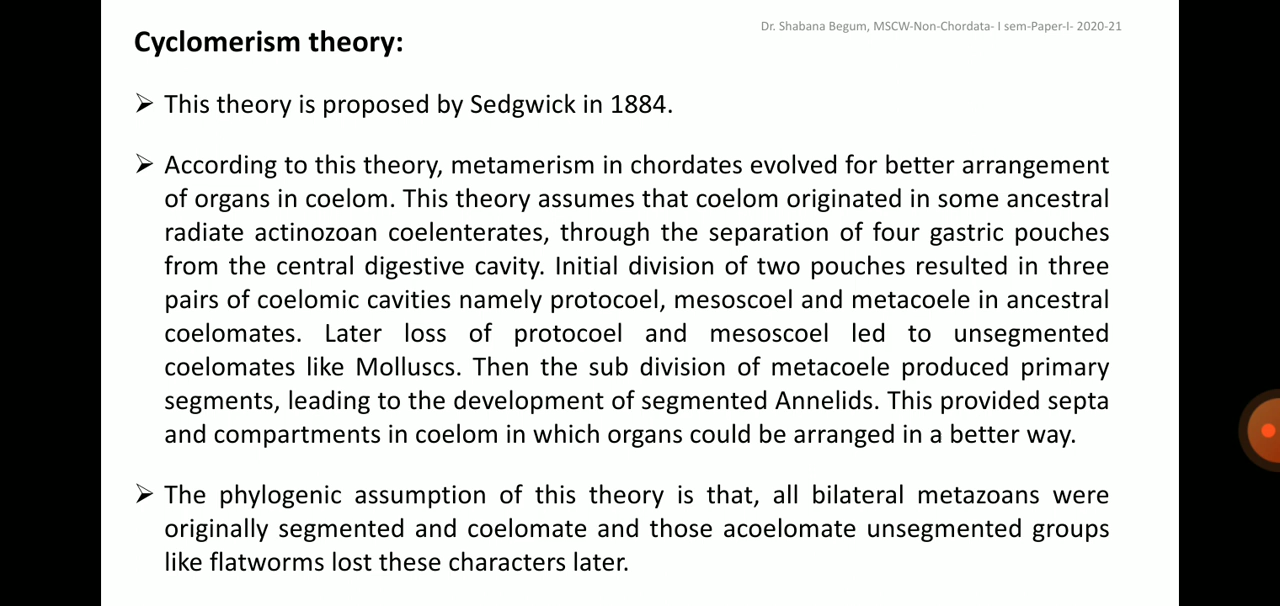 Dr. Shabana Begum, MSCW-Non-Chordata- I sem-Paper-I- 2020-21
Cyclomerism theory:
➢ This theory is proposed by Sedgwick in 1884.
➢ According to this theory, metamerism in chordates evolved for better arrangement
of organs in coelom. This theory assumes that coelom originated in some ancestral
radiate actinozoan coelenterates, through the separation of four gastric pouches
from the central digestive cavity. Initial division of two pouches resulted in three
pairs of coelomic cavities namely protocoel, mesoscoel and metacoele in ancestral
coelomates. Later loss of protocoel and mesoscoel led to unsegmented
coelomates like Molluscs. Then the sub division of metacoele produced primary
segments, leading to the development of segmented Annelids. This provided septa
and compartments in coelom in which organs could be arranged in a better way.
➢ The phylogenic assumption of this theory is that, all bilateral metazoans were
originally segmented and coelomate and those acoelomate unsegmented groups
like flatworms lost these characters later.